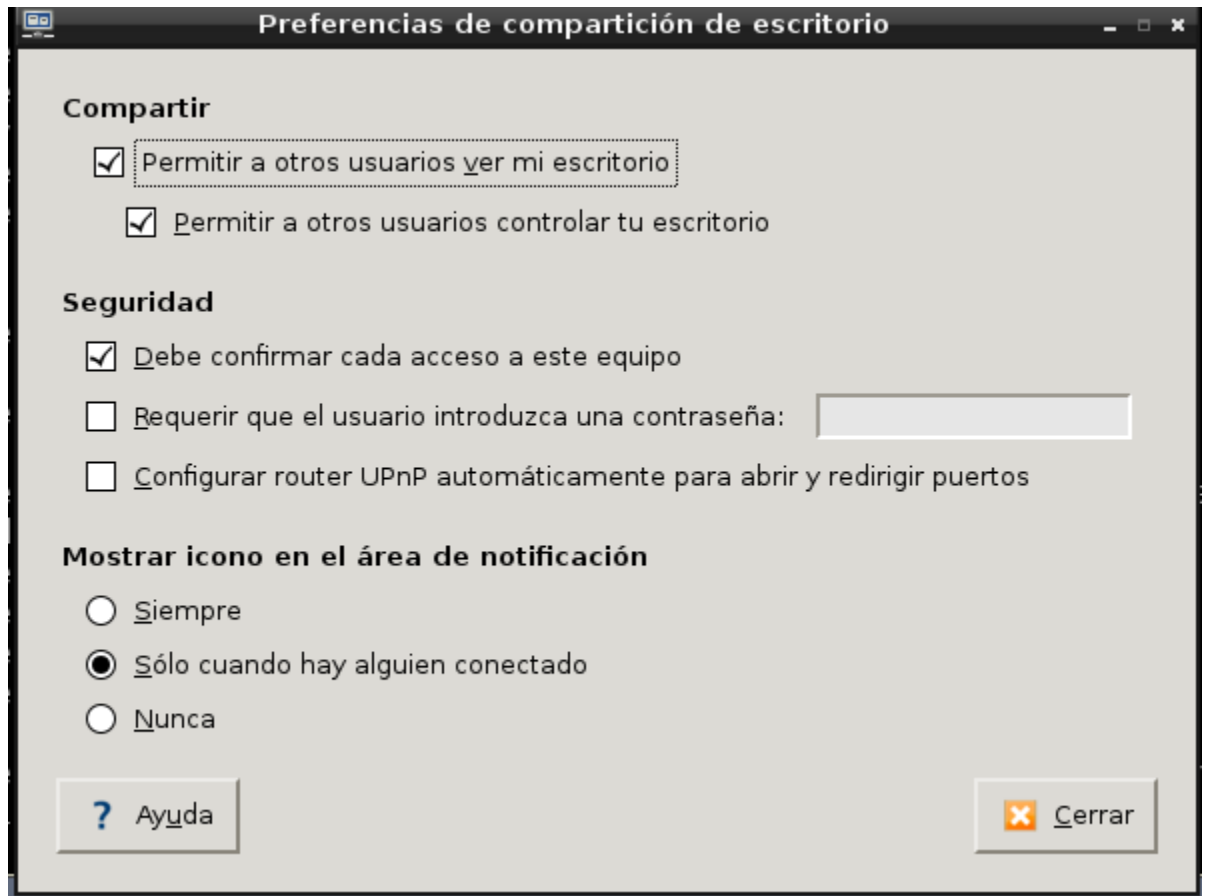 Preferencias de compartición de escritorio
Compartir
Permitir a otros usuarios ver mi escritorio
Permitir a otros usuarios controlar tu escritorio
Seguridad
Debe confirmar cada acceso a este equipo
Requerir que el usuario introduzca una contraseña:
Configurar router UPnP automáticamente para abrir y redirigir puertos
Mostrar icono en el área de notificación
Siempre
Sólo cuando hay alguien conectado
Nunca
? Ayuda
Cerrar